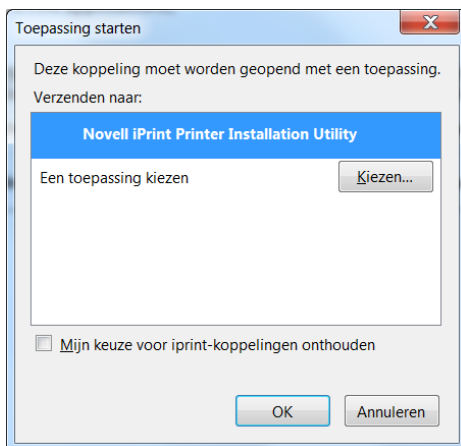 Toepassing starten
Deze koppeling moet worden geopend met een toepassing.
Verzenden naar:
Novell iPrint Printer Installation Utility
Een toepassing kiezen
Kiezen...
Mijn keuze voor iprint-koppelingen onthouden
OK
Annuleren